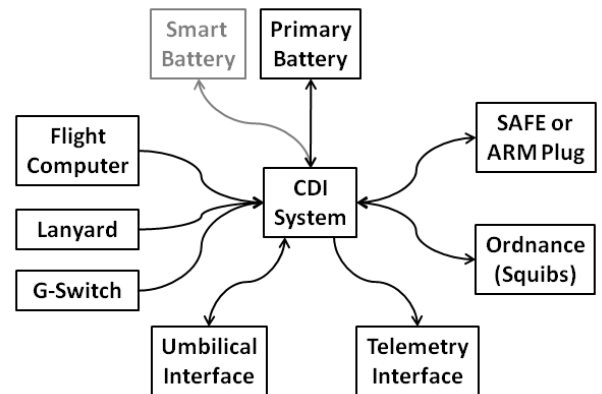 Smart
Battery
Primary
Battery
Flight
Computer
SAFE or
ARM Plug
CDI
System
Lanyard
Ordnance
(Squibs)
G-Switch
Umbilical
Interface
Telemetry
Interface